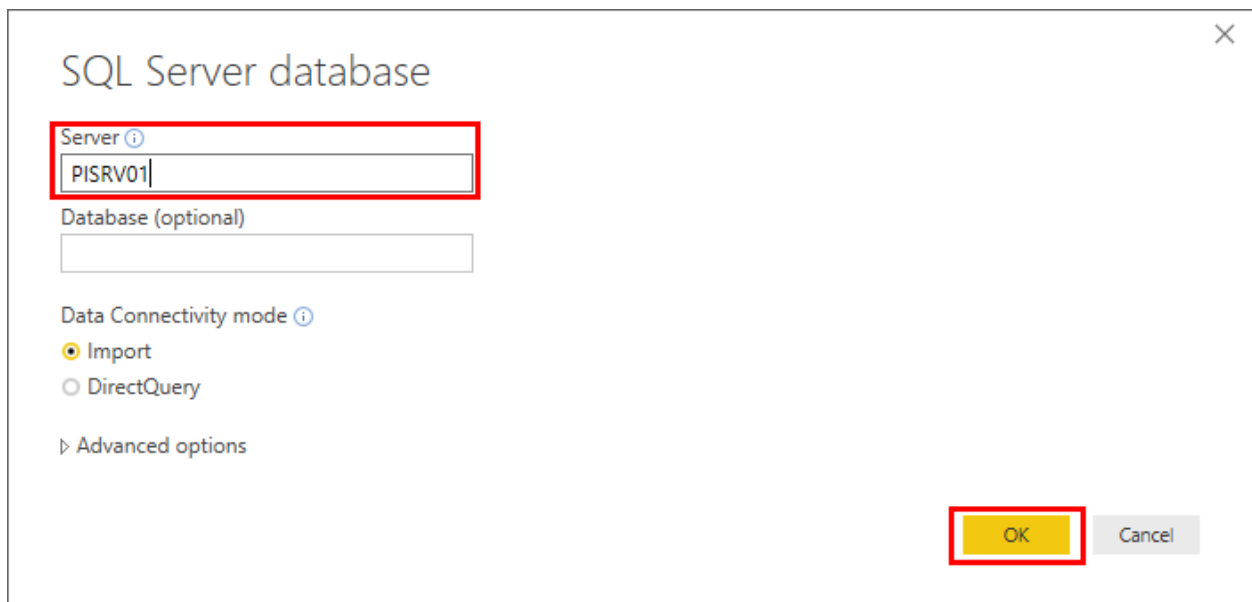 SQL Server database
Server
PISRV01
Database (optional)
Data Connectivity mode
Import
DirectQuery
Advanced options
OK
Cancel